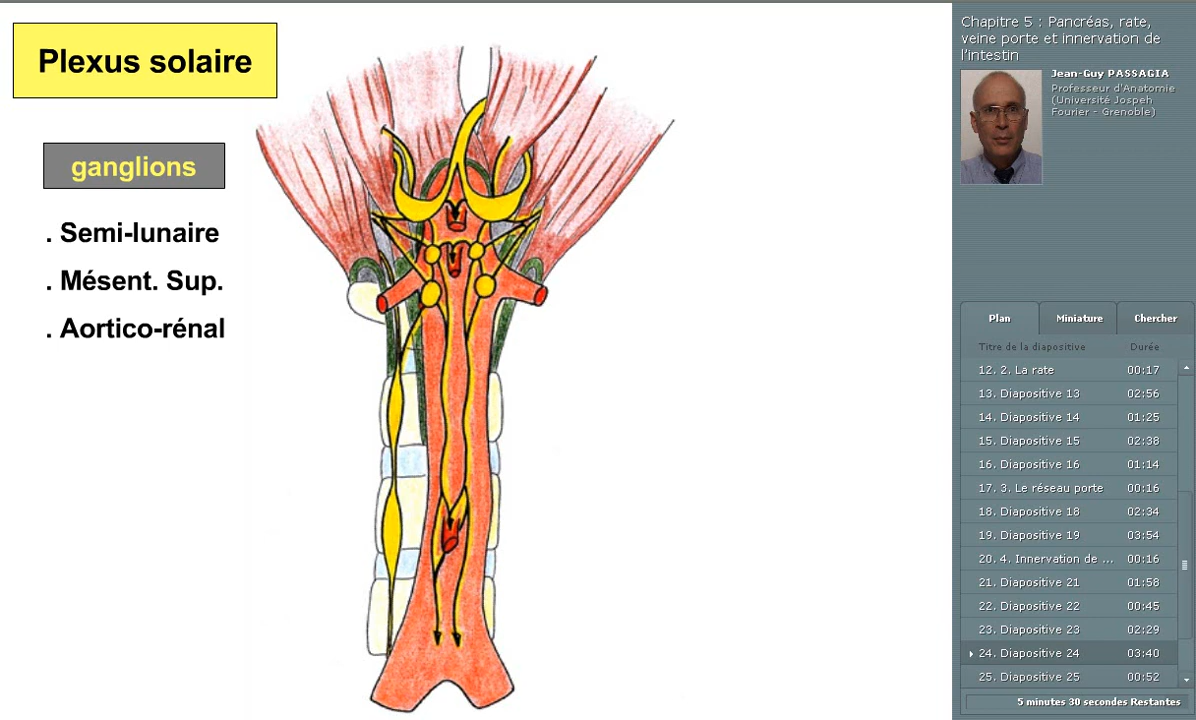 Plexus solaire
ganglions
. Semi-lunaire
. Mésent. Sup.
. Aortico-rénal
Chapitre 5 : Pancréas, rate,
veine porte et innervation de
l'intestin
Jean-Guy PASSAGIA
Professeur d'Anatomie
(Université Jospeh
Fourier - Grenoble)
Plan Miniature Chercher
Titre de la diapositive Durée
12. 2. La rate 00:17
13. Diapositive 13 02:56
14. Diapositive 14 01:25
15. Diapositive 15 02:38
16. Diapositive 16 01:14
17. 3. Le réseau porte 00:16
18. Diapositive 18 02:34
19. Diapositive 19 03:54
20. 4. Innervation de ... 00:16
21. Diapositive 21 01:58
22. Diapositive 22 00:45
23. Diapositive 23 02:29
24. Diapositive 24 03:40
25. Diapositive 25 00:52
5 minutes 30 secondes Restantes